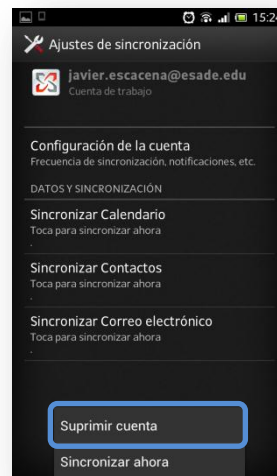 15:24
Ajustes de sincronización
javier.escacena@esade.edu
Cuenta de trabajo
Configuración de la cuenta
Frecuencia de sincronización, notificaciones, etc.
DATOS Y SINCRONIZACIÓN
Sincronizar Calendario
Toca para sincronizar ahora
.
Sincronizar Contactos
Toca para sincronizar ahora
.
Sincronizar Correo electrónico
Toca para sincronizar ahora
.
Suprimir cuenta
Sincronizar ahora